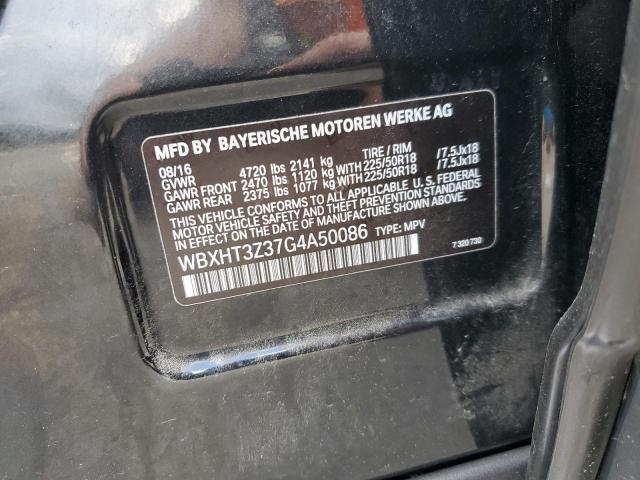 MFD BY BAYERISCHE MOTOREN WERKE AG
08/16 4720 lbs 2141 kg TIRE / RIM
GVWR
GAWR FRONT 2470 lbs 1120 kg WITH 225/50R18 /7.5Jx18
GAWR REAR 2375 lbs 1077 kg WITH 225/50R18 /7.5Jx18
THIS VEHICLE CONFORMS TO ALL APPLICABLE U.S. FEDERAL
MOTOR VEHICLE SAFETY AND THEFT PREVENTION STANDARDS
IN EFFECT ON THE DATE OF MANUFACTURE SHOWN ABOVE.
WBXHT3Z37G4A50086 TYPE: MPV
7 320 730